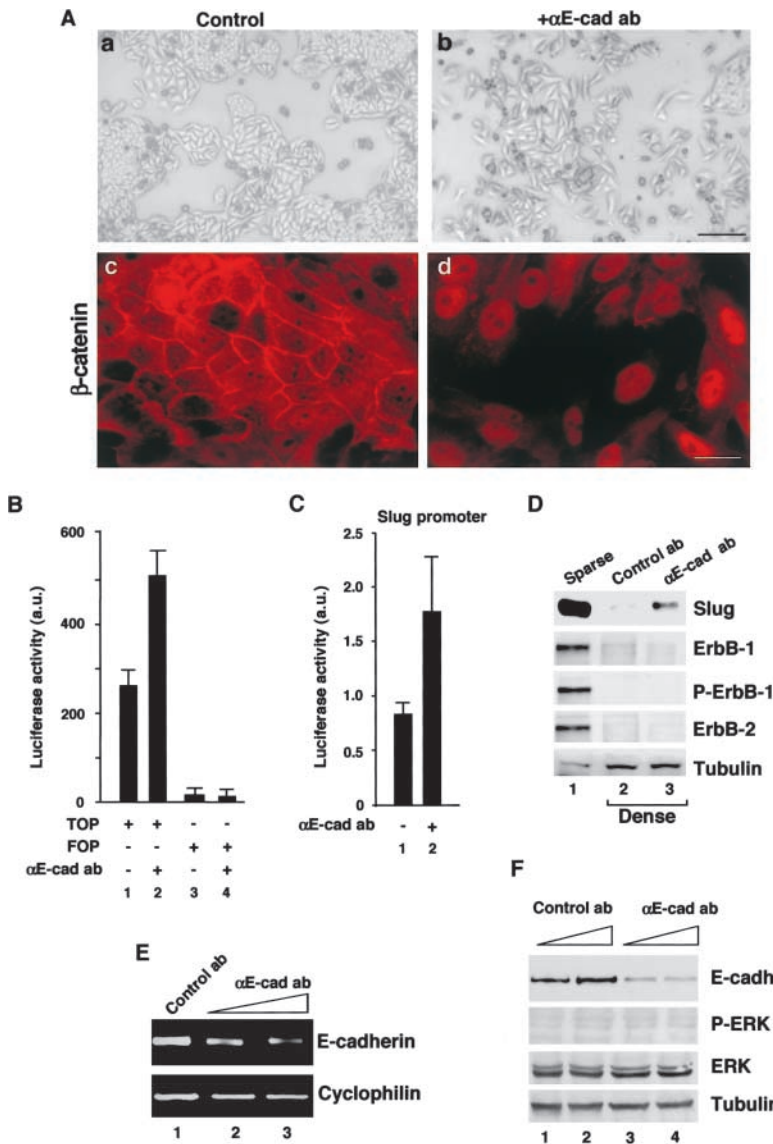 A
Control
+αE-cad ab
a
b
β-catenin
c
d
B
Luciferase activity (a.u.)
600
400
200
0
TOP + + - -
FOP - - + +
αE-cad ab - + - +
1 2 3 4
C
Slug promoter
Luciferase activity (a.u.)
2.5
2.0
1.5
1.0
0.5
0
αE-cad ab - +
1 2
D
Sparse
Control ab
αE-cad ab
Slug
ErbB-1
P-ErbB-1
ErbB-2
Tubulin
1 2 3
Dense
E
Control ab
αE-cad ab
E-cadherin
Cyclophilin
1 2 3
F
Control ab
αE-cad ab
E-cadh
P-ERK
ERK
Tubulin
1 2 3 4